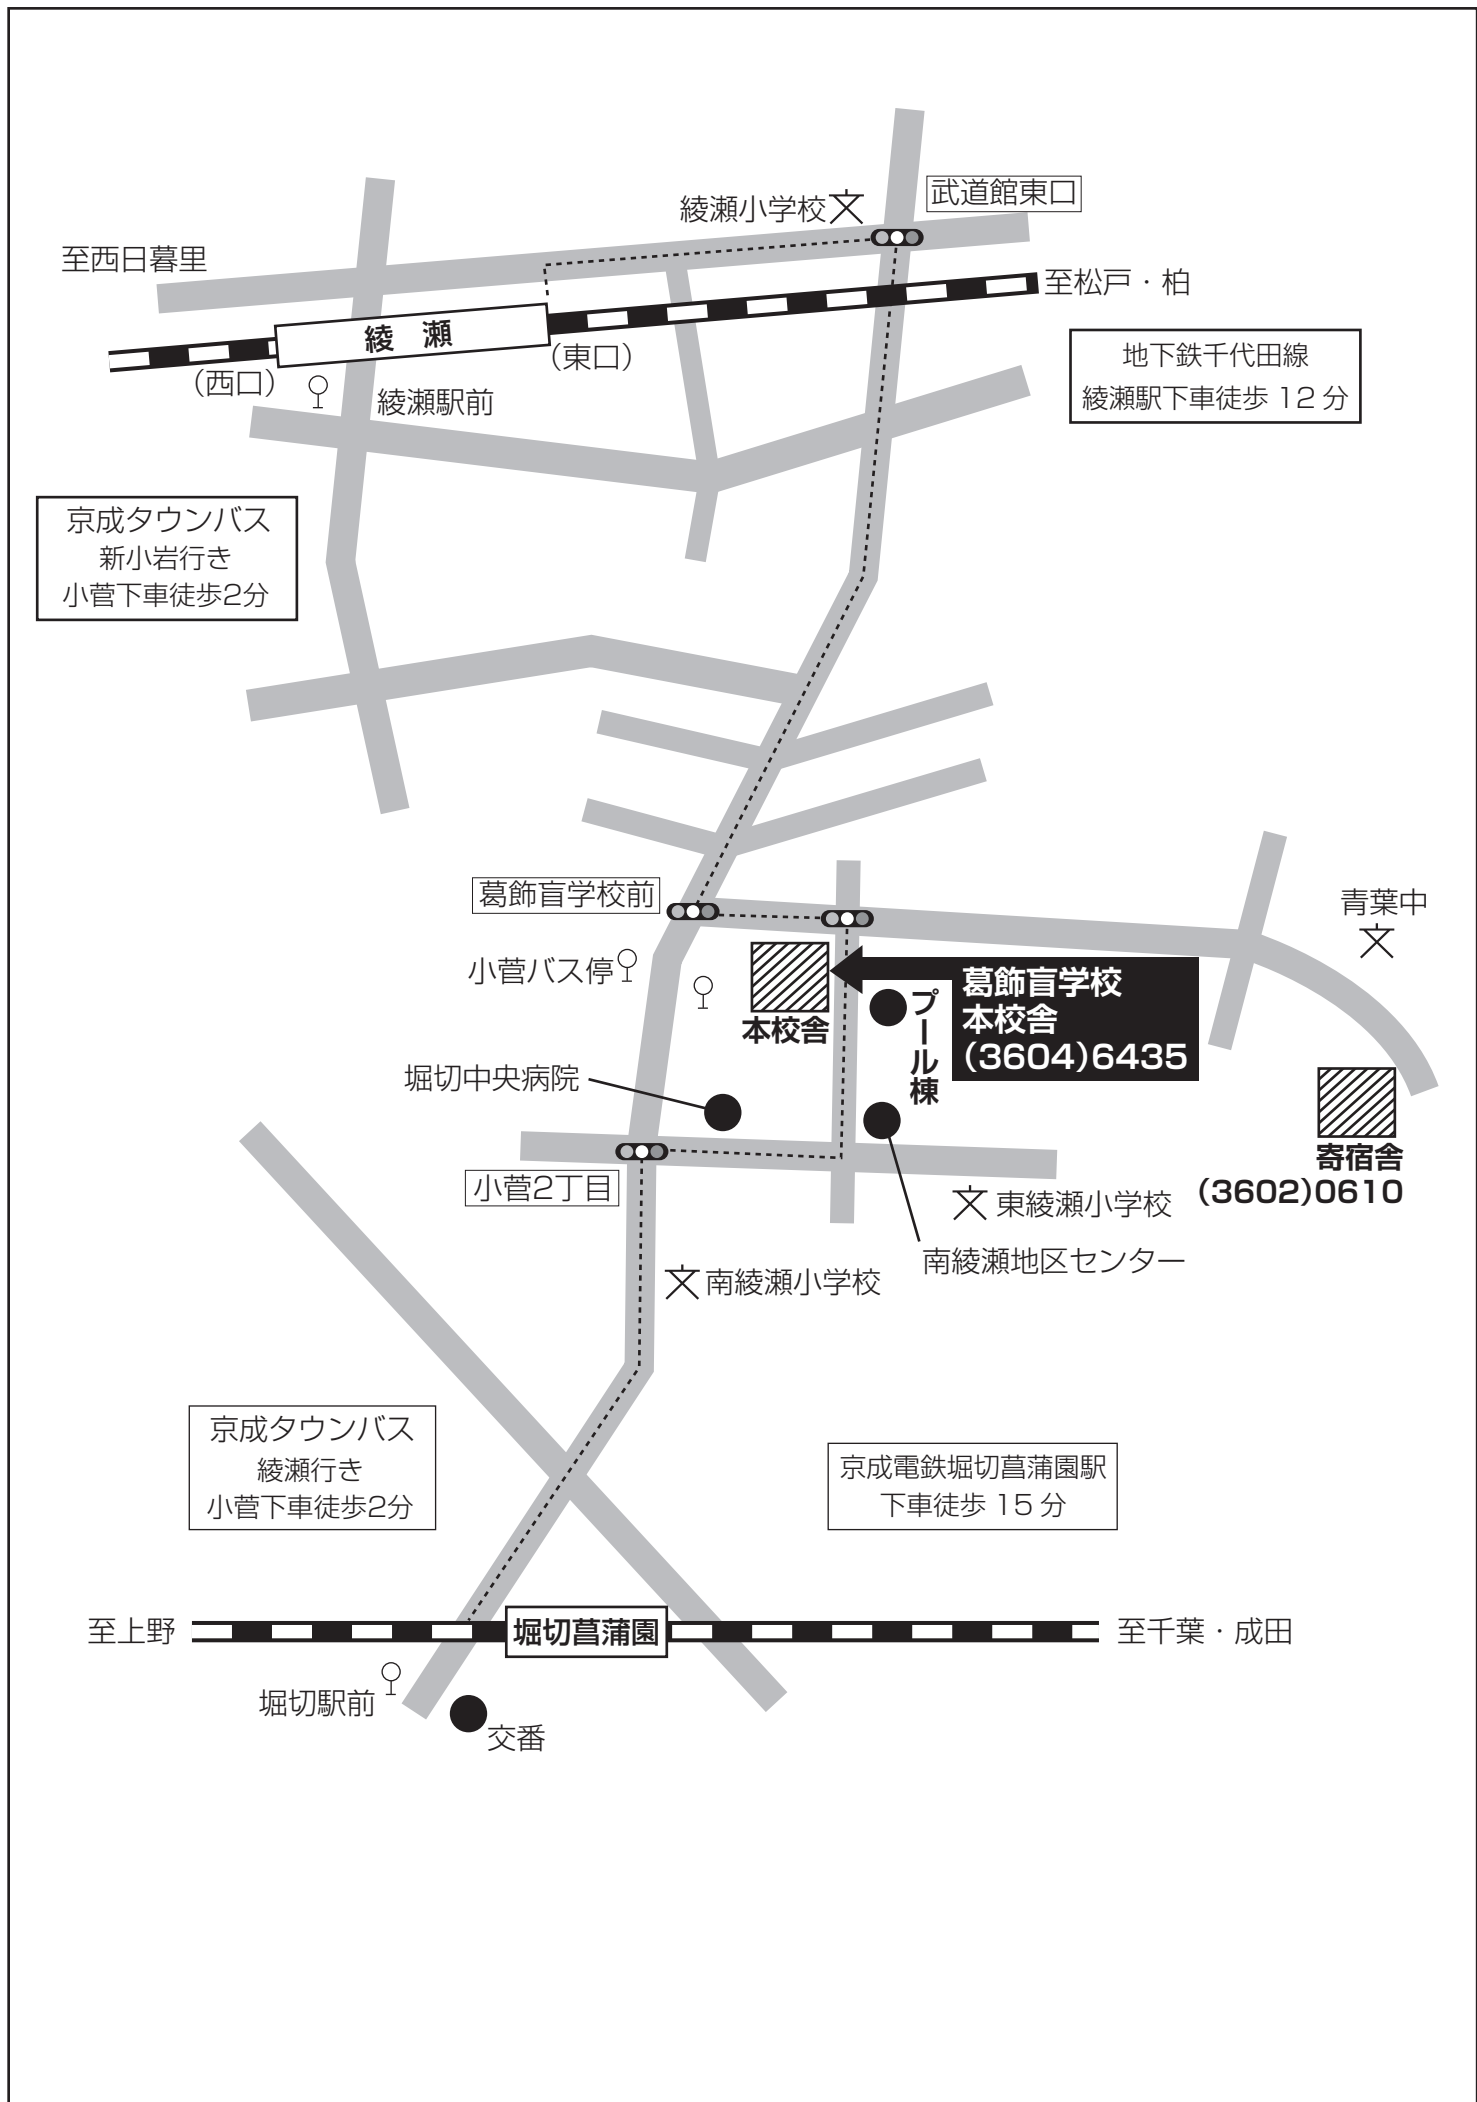 綾瀬小学校
武道館東口
至西日暮里
至松戸・柏
綾 瀬
(東口)
(西口)
綾瀬駅前
地下鉄千代田線
綾瀬駅下車徒歩 12 分
京成タウンバス
新小岩行き
小菅下車徒歩2分
葛飾盲学校前
青葉中
小菅バス停
本校舎
葛飾盲学校
本校舎
(3604)6435
プール棟
堀切中央病院
小菅2丁目
寄宿舎
(3602)0610
東綾瀬小学校
南綾瀬地区センター
南綾瀬小学校
京成タウンバス
綾瀬行き
小菅下車徒歩2分
京成電鉄堀切菖蒲園駅
下車徒歩 15 分
至上野
堀切菖蒲園
至千葉・成田
堀切駅前
交番